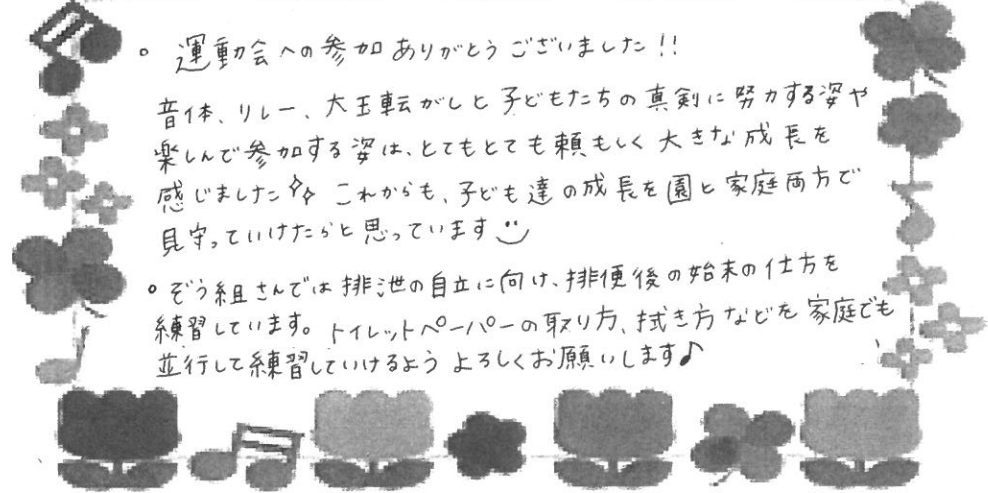 。運動会への参加ありがとうございました!!
音体、リレー、大玉転がしと子どもたちの真剣に努力する姿や
楽しんで参加する姿は、とてもとても頼もしく大きな成長を
感じました✨ これからも、子ども達の成長を園と家庭両方で
見守っていけたらと思っています
。ぞう組さんでは排泄の自立に向け、排便後の始末の仕方を
練習しています。トイレットペーパーの取り方、拭き方などを家庭でも
並行して練習していけるようよろしくお願いします♪